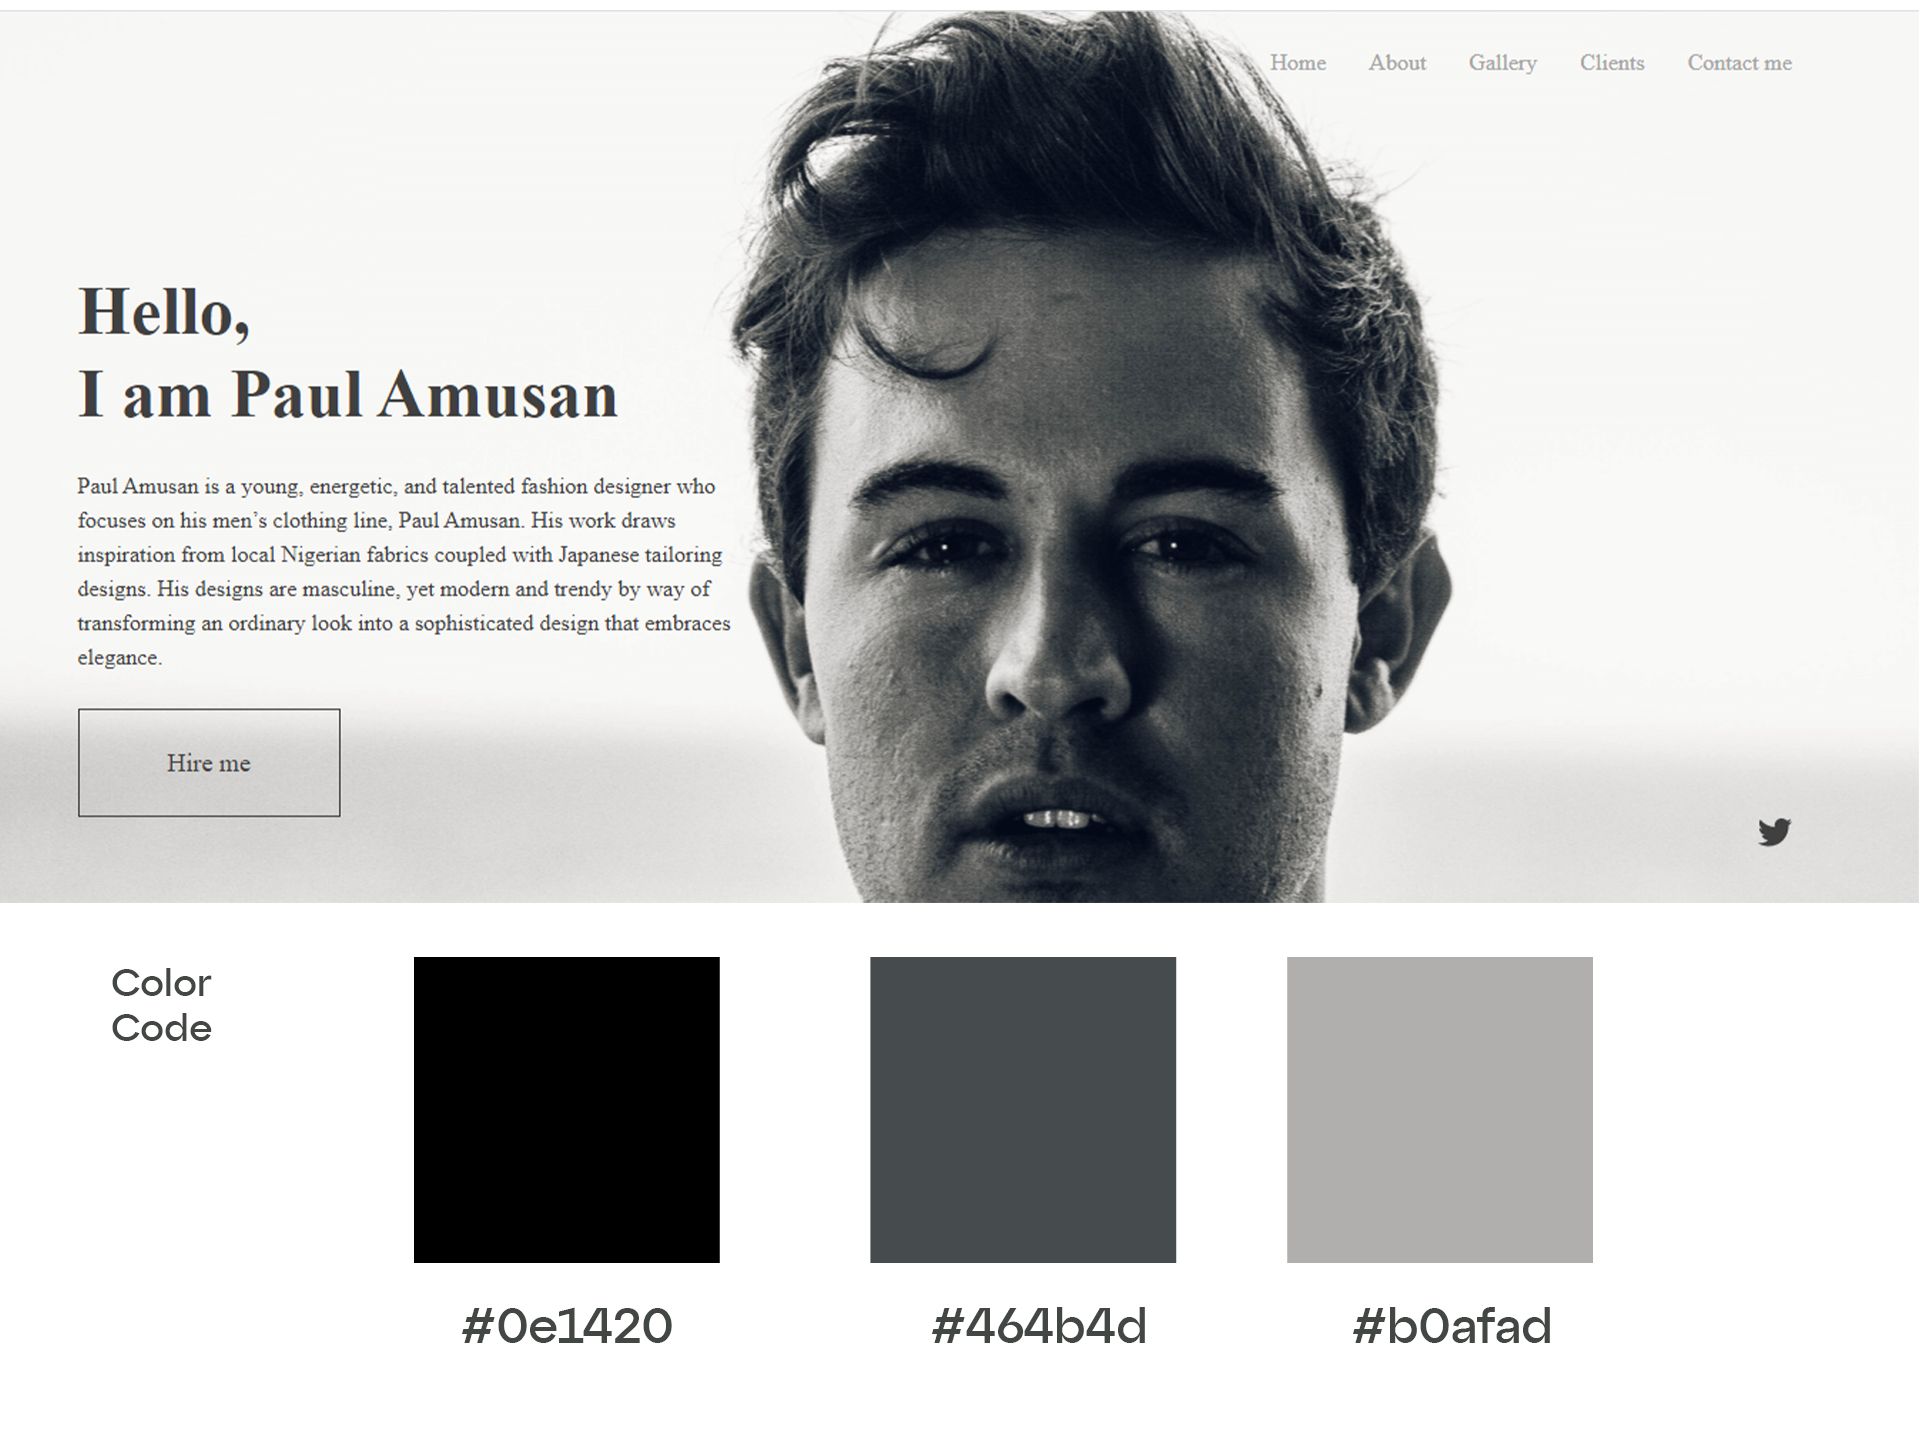 Home About Gallery Clients Contact me
Hello,
I am Paul Amusan
Paul Amusan is a young, energetic, and talented fashion designer who
focuses on his men’s clothing line, Paul Amusan. His work draws
inspiration from local Nigerian fabrics coupled with Japanese tailoring
designs. His designs are masculine, yet modern and trendy by way of
transforming an ordinary look into a sophisticated design that embraces
elegance.
Hire me
Color
Code
#0e1420 #464b4d #b0afad